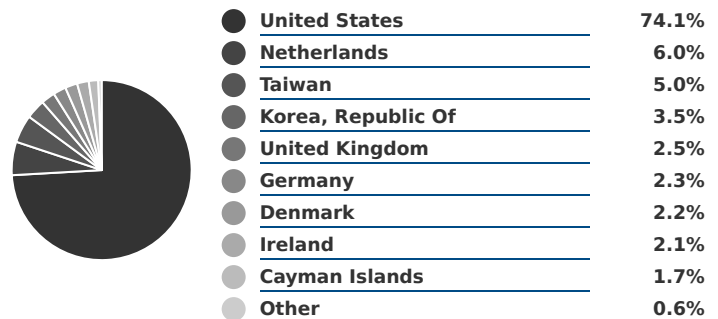 United States 74.1%
Netherlands 6.0%
Taiwan 5.0%
Korea, Republic Of 3.5%
United Kingdom 2.5%
Germany 2.3%
Denmark 2.2%
Ireland 2.1%
Cayman Islands 1.7%
Other 0.6%